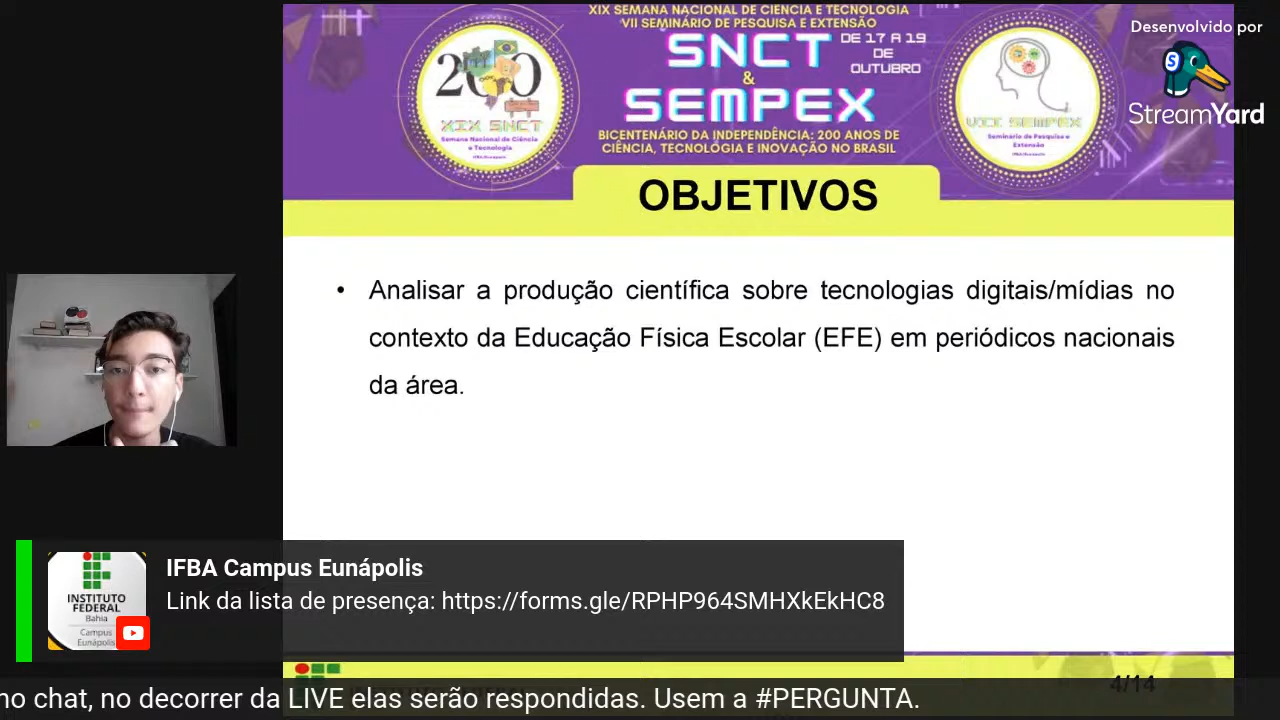 XIX SEMANA NACIONAL DE CIENCIA E TECNOLOGIA
VII SEMINÁRIO DE PESQUISA E EXTENSÃO
SNCT
&
SEMPEX
DE 17 A 19
DE
OUTUBRO
BICENTENÁRIO DA INDEPENDÊNCIA: 200 ANOS DE
CIÊNCIA, TECNOLOGIA E INOVAÇÃO NO BRASIL
200
XIX SNCT
Semana Nacional de Ciência
e Tecnologia
VII SEMPEX
Seminário de Pesquisa e
Extensão
Desenvolvido por
StreamYard
OBJETIVOS
• Analisar a produção científica sobre tecnologias digitais/mídias no
contexto da Educação Física Escolar (EFE) em periódicos nacionais
da área.
INSTITUTO
FEDERAL
Bahia
Campus
Eunápolis
IFBA Campus Eunápolis
Link da lista de presença: https://forms.gle/RPHP964SMHXkEkHC8
4/14
no chat, no decorrer da LIVE elas serão respondidas. Usem a #PERGUNTA.